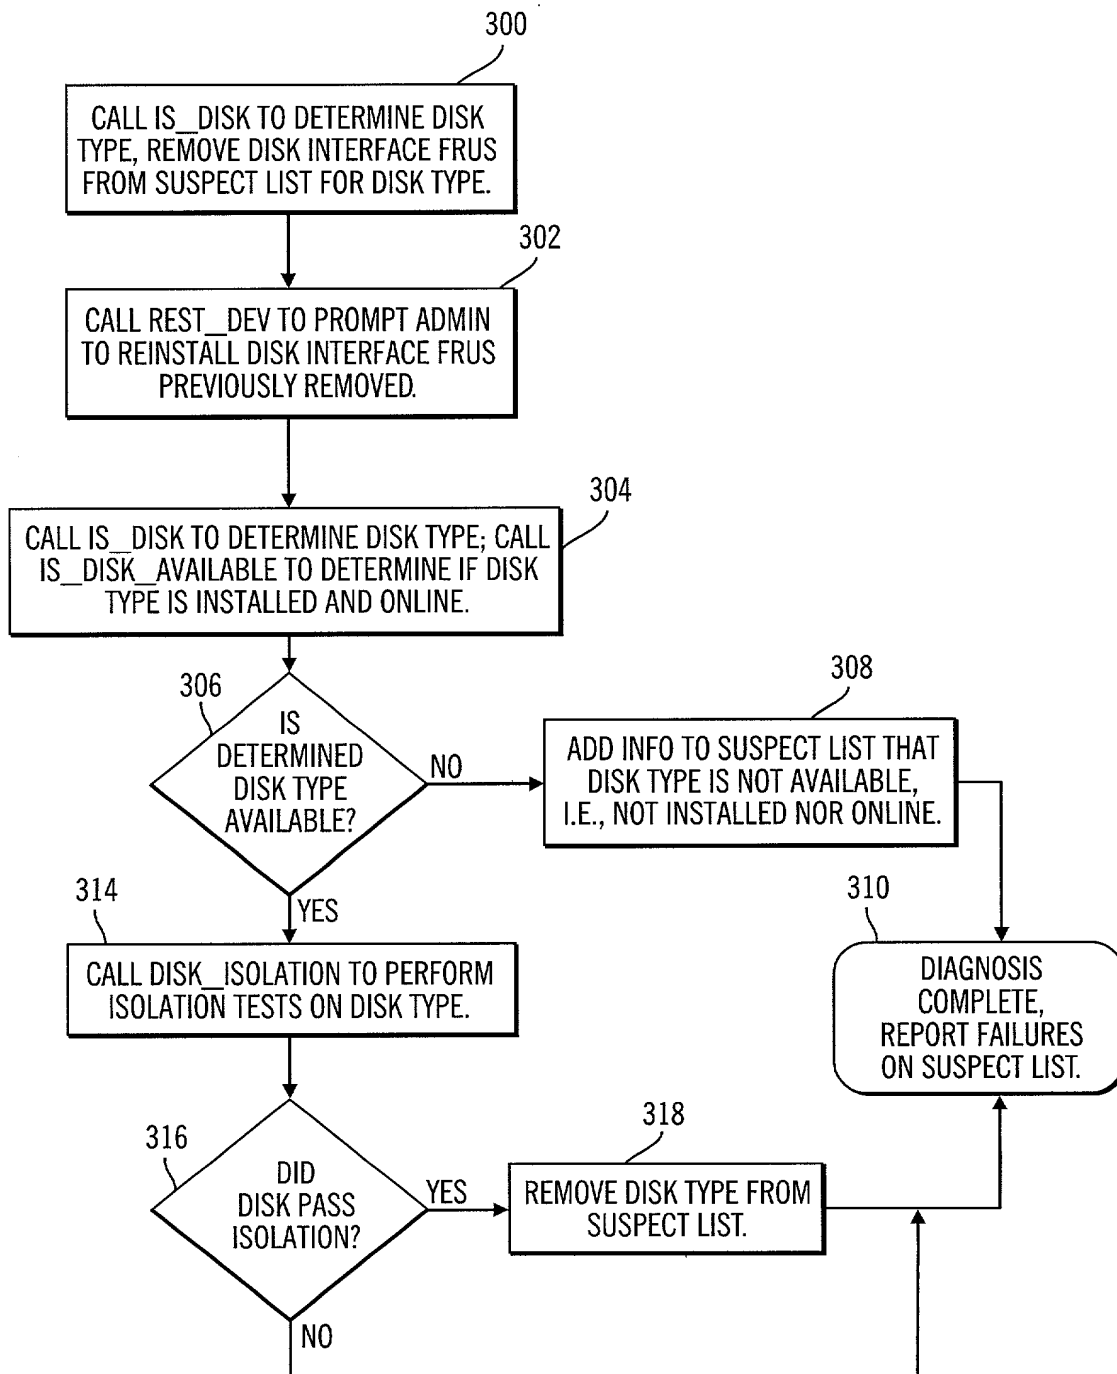 300
CALL IS__DISK TO DETERMINE DISK
TYPE, REMOVE DISK INTERFACE FRUS
FROM SUSPECT LIST FOR DISK TYPE.
302
CALL REST__DEV TO PROMPT ADMIN
TO REINSTALL DISK INTERFACE FRUS
PREVIOUSLY REMOVED.
304
CALL IS__DISK TO DETERMINE DISK TYPE; CALL
IS__DISK__AVAILABLE TO DETERMINE IF DISK
TYPE IS INSTALLED AND ONLINE.
306
IS
DETERMINED
DISK TYPE
AVAILABLE?
NO
308
ADD INFO TO SUSPECT LIST THAT
DISK TYPE IS NOT AVAILABLE,
I.E., NOT INSTALLED NOR ONLINE.
YES
310
DIAGNOSIS
COMPLETE,
REPORT FAILURES
ON SUSPECT LIST.
314
CALL DISK__ISOLATION TO PERFORM
ISOLATION TESTS ON DISK TYPE.
316
DID
DISK PASS
ISOLATION?
YES
318
REMOVE DISK TYPE FROM
SUSPECT LIST.
NO